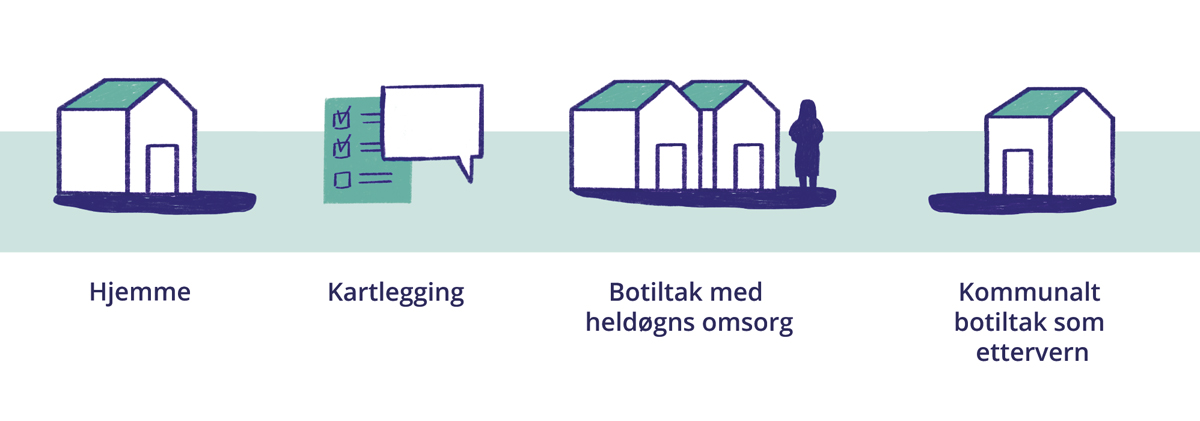 Hjemme
Kartlegging
Botiltak med
heldøgns omsorg
Kommunalt
botiltak som
ettervern